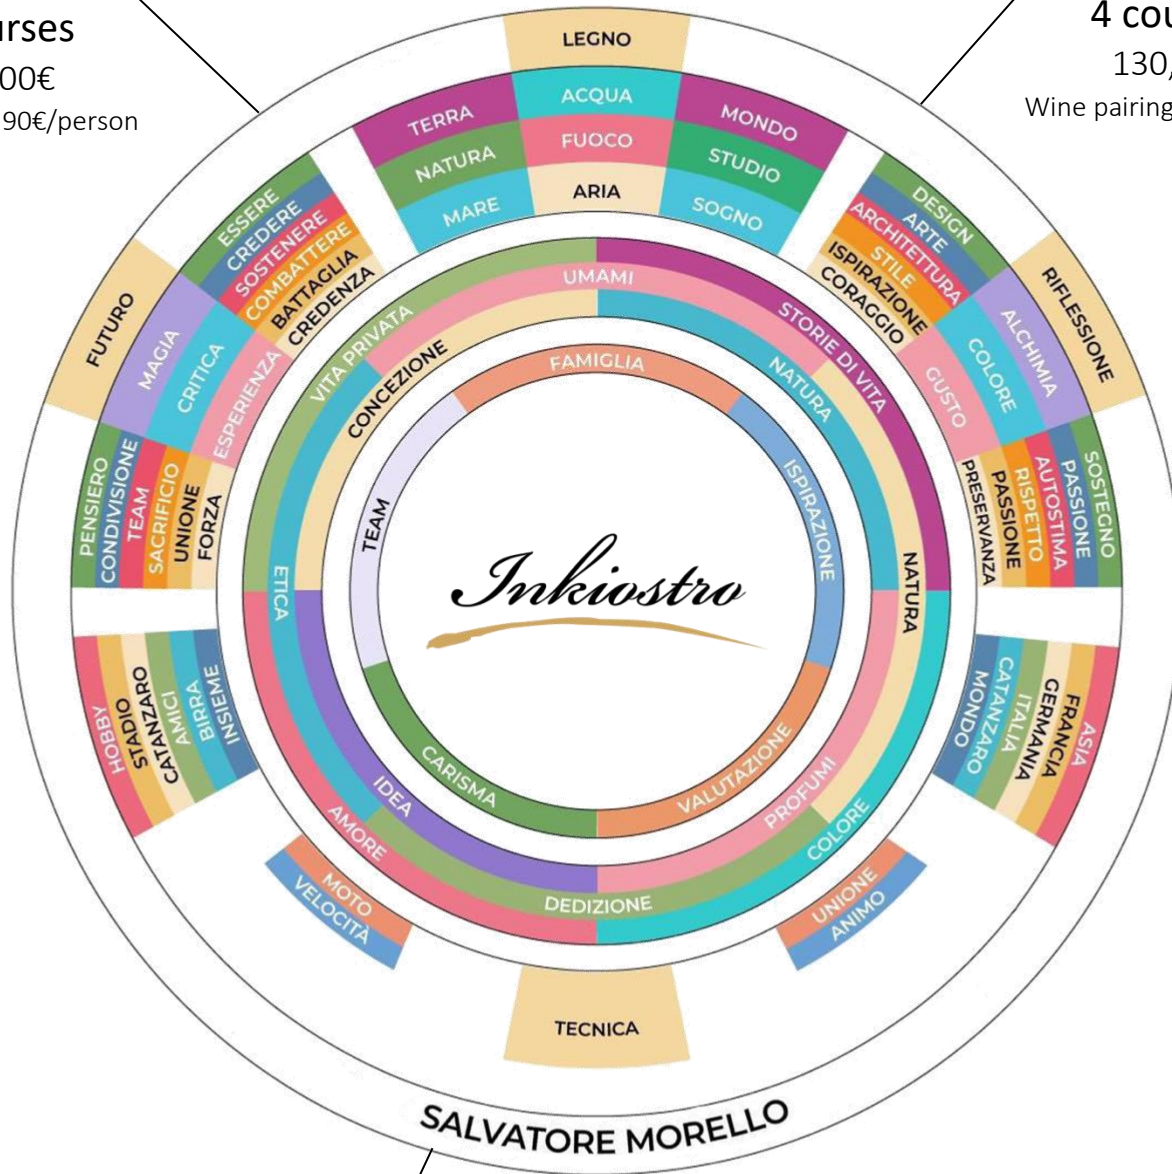 urses
00€
90€/person
4 cou
130,
Wine pairing
LEGNO
ACQUA
FUOCO
ARIA
TERRA
NATURA
MARE
MONDO
STUDIO
SOGNO
ESSERE
CREDERE
SOSTENERE
COMBATTERE
BATTAGLIA
CREDENZA
DESIGN
ARTE
ARCHITETTURA
STILE
ISPIRAZIONE
CORAGGIO
FUTURO
MAGIA
CRITICA
ESPERIENZA
RIFLESSIONE
ALCHIMIA
COLORE
GUSTO
PENSIERO
CONDIVISIONE
TEAM
SACRIFICIO
UNIONE
FORZA
PRESERVANZA
PASSIONE
RISPETTO
AUTOSTIMA
PASSIONE
SOSTEGNO
VITA PRIVATA
UMAMI
CONCEZIONE
STORIE DI VITA
NATURA
NATURA
ETICA
FAMIGLIA
TEAM
ISPIRAZIONE
Inkiostro
CARISMA
VALUTAZIONE
IDEA
AMORE
DEDIZIONE
PROFUMI
COLORE
HOBBY
STADIO
CATANZARO
AMICI
BIRRA
INSIEME
MONDO
CATANZARO
ITALIA
GERMANIA
FRANCIA
ASIA
MOTO
VELOCITÀ
UNIONE
ANIMO
TECNICA
SALVATORE MORELLO